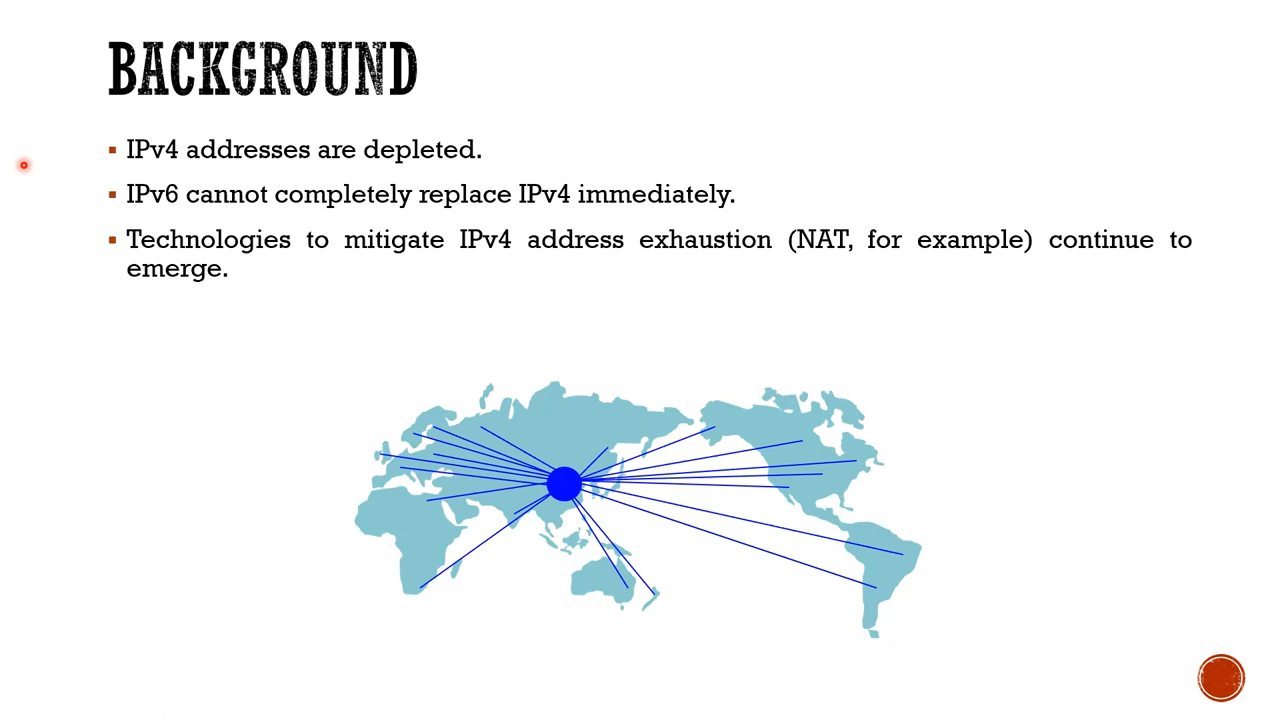 BACKGROUND
▪ IPv4 addresses are depleted.
▪ IPv6 cannot completely replace IPv4 immediately.
▪ Technologies to mitigate IPv4 address exhaustion (NAT, for example) continue to
emerge.